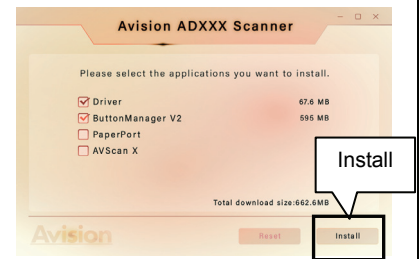 Avision ADXXX Scanner
Please select the applications you want to install.
Driver 67.6 MB
ButtonManager V2 595 MB
PaperPort
AVScan X
Install
Total download size:662.6MB
Avision Reset Install